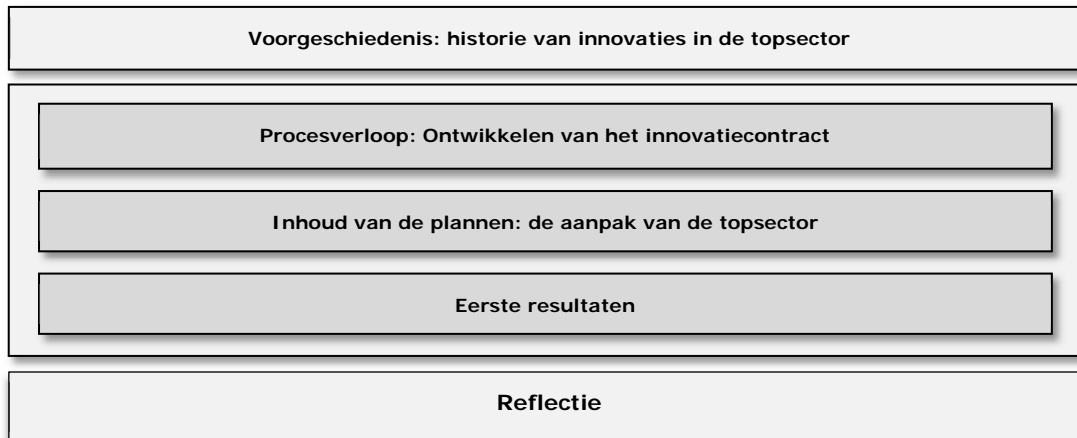 Voorgeschiedenis: historie van innovaties in de topsector
Procesverloop: Ontwikkelen van het innovatiecontract
Inhoud van de plannen: de aanpak van de topsector
Eerste resultaten
Reflectie